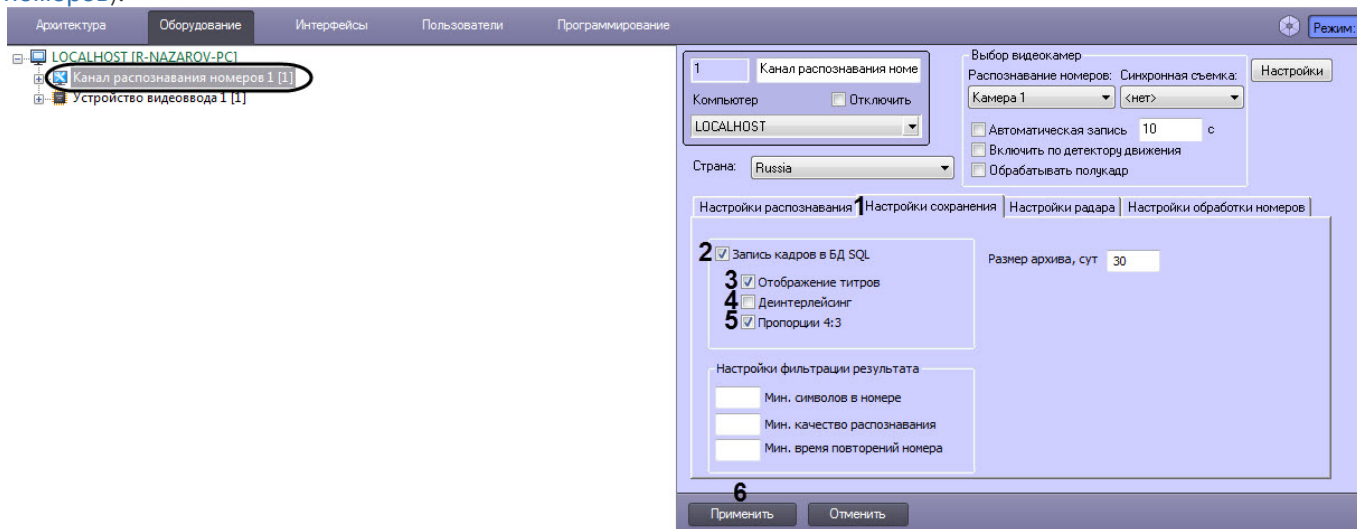 номеров).
Архитектура Оборудование Интерфейсы Пользователи Программирование Режим:
LOCALHOST [R-NAZAROV-PC]
Канал распознавания номеров 1 [1]
Устройство видеоввода 1 [1]
1 Канал распознавания номе
Компьютер Отключить
LOCALHOST
Страна: Russia
Выбор видеокамер
Распознавание номеров: Синхронная съемка: Настройки
Камера 1 <нет>
Автоматическая запись 10 с
Включить по детектору движения
Обрабатывать полукадр
Настройки распознавания 1 Настройки сохранения Настройки радара Настройки обработки номеров
2 Запись кадров в БД SQL Размер архива, сут 30
3 Отображение титров
4 Деинтерлейсинг
5 Пропорции 4:3
Настройки фильтрации результата
Мин. символов в номере
Мин. качество распознавания
Мин. время повторений номера
6
Применить Отменить